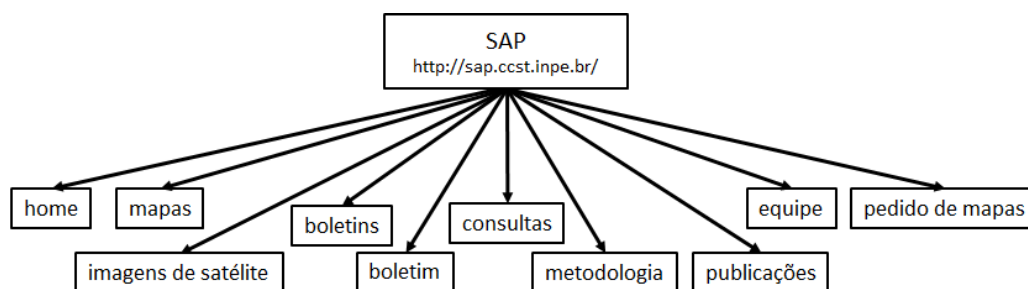 SAP
http://sap.ccst.inpe.br/
home
mapas
boletins
consultas
equipe
pedido de mapas
imagens de satélite
boletim
metodologia
publicações